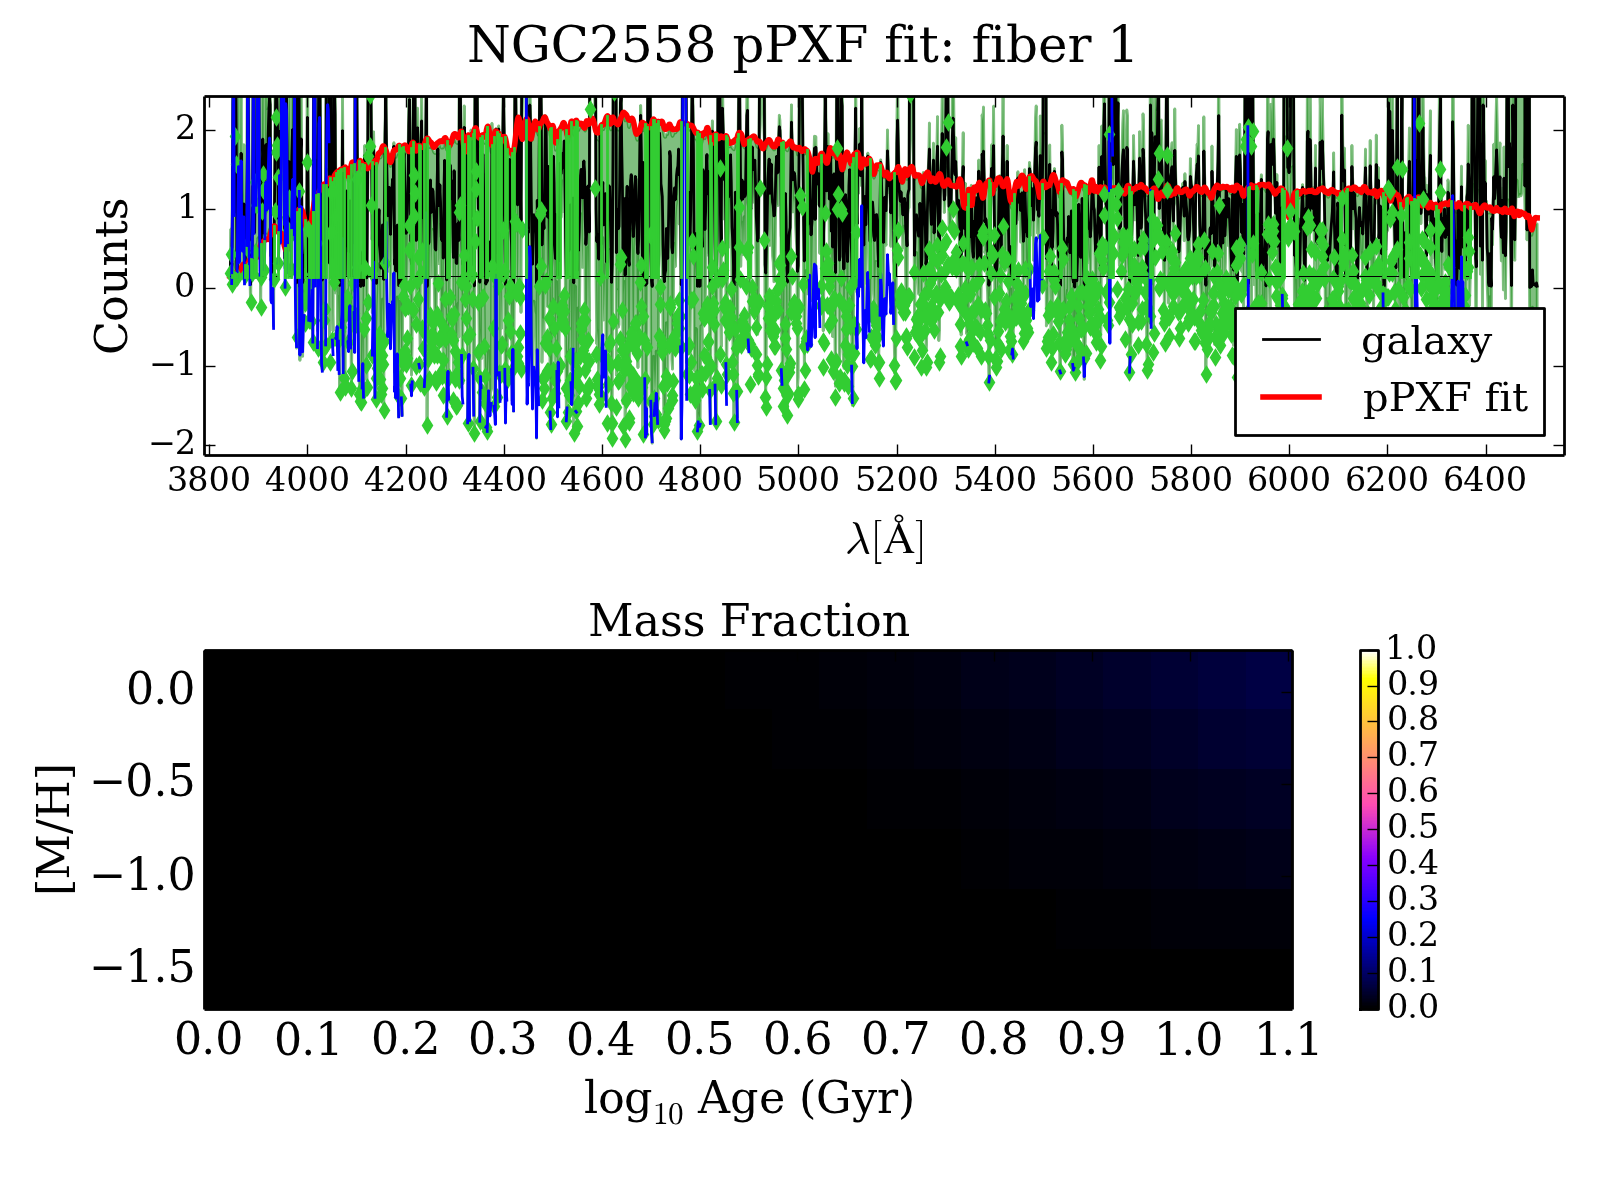 NGC2558 pPXF fit: fiber 1
Counts
2
1
0
−1
−2
galaxy
pPXF fit
3800 4000 4200 4400 4600 4800 5000 5200 5400 5600 5800 6000 6200 6400
λ[Å]
Mass Fraction
[M/H]
0.0
−0.5
−1.0
−1.5
0.0 0.1 0.2 0.3 0.4 0.5 0.6 0.7 0.8 0.9 1.0 1.1
log₁₀ Age (Gyr)
1.0
0.9
0.8
0.7
0.6
0.5
0.4
0.3
0.2
0.1
0.0